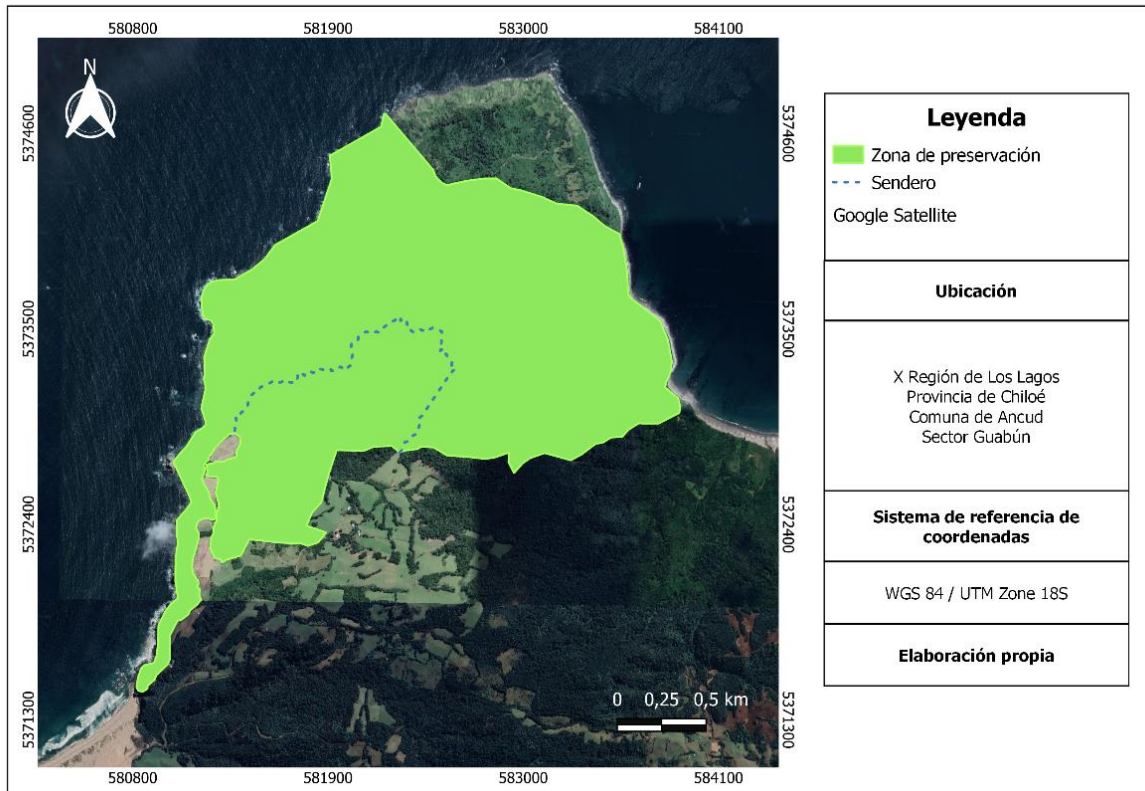 580800 581900 583000 584100
N
5374600
5373500
5372400
5371300
5374600
5373500
5372400
5371300
0 0,25 0,5 km
580800 581900 583000 584100
Leyenda
Zona de preservación
Sendero
Google Satellite
Ubicación
X Región de Los Lagos
Provincia de Chiloé
Comuna de Ancud
Sector Guabún
Sistema de referencia de
coordenadas
WGS 84 / UTM Zone 18S
Elaboración propia